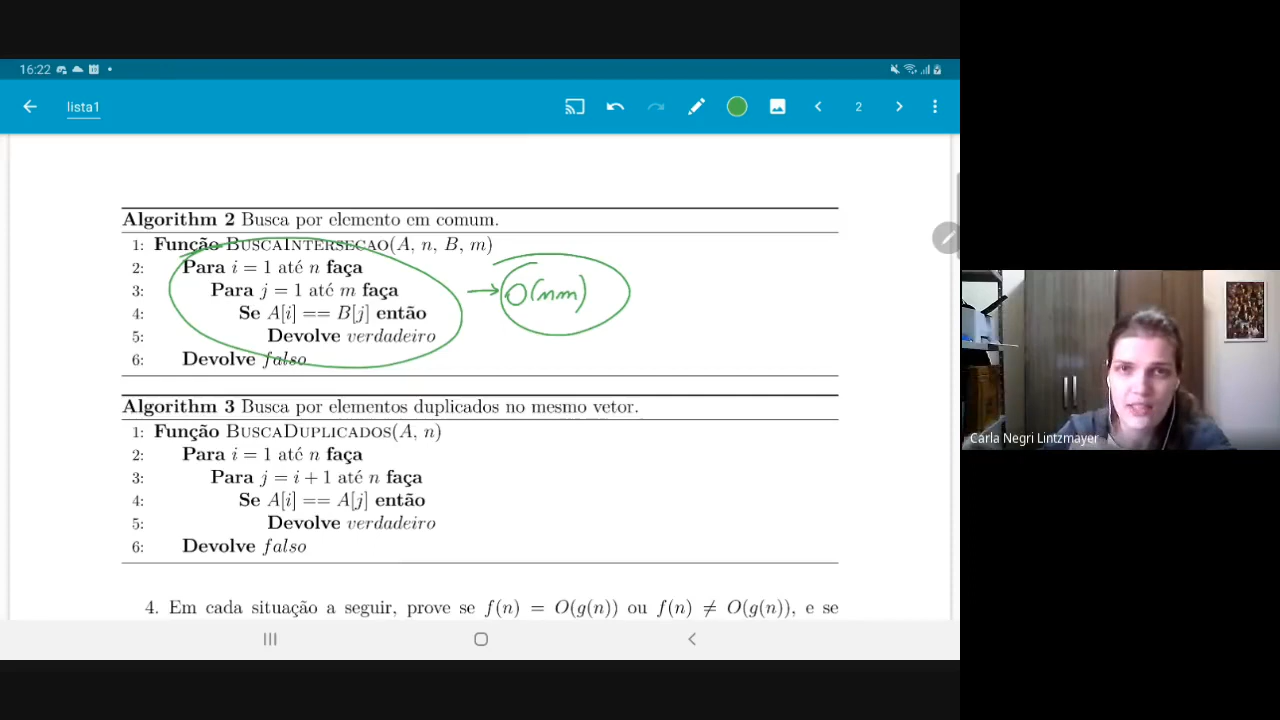 16:22
lista1
2
Algorithm 2 Busca por elemento em comum.
1: Função BUSCAINTERSECAO(A, n, B, m)
2: Para i = 1 até n faça
3: Para j = 1 até m faça
4: Se A[i] == B[j] então
5: Devolve verdadeiro
6: Devolve falso
→ O(nm)
Algorithm 3 Busca por elementos duplicados no mesmo vetor.
1: Função BUSCADUPLICADOS(A, n)
2: Para i = 1 até n faça
3: Para j = i + 1 até n faça
4: Se A[i] == A[j] então
5: Devolve verdadeiro
6: Devolve falso
4. Em cada situação a seguir, prove se f(n) = O(g(n)) ou f(n) ≠ O(g(n)), e se
Carla Negri Lintzmayer